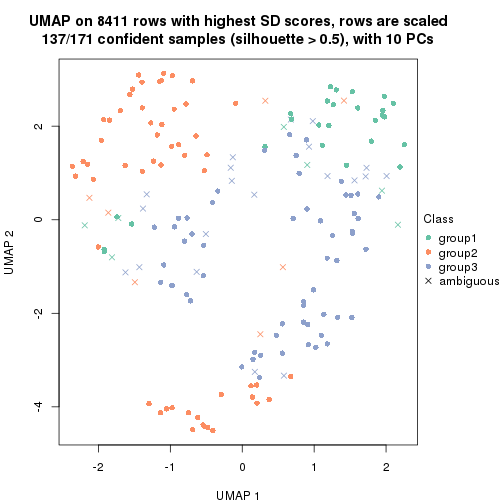 UMAP on 8411 rows with highest SD scores, rows are scaled
137/171 confident samples (silhouette > 0.5), with 10 PCs
2
0
-2
-4
UMAP 2
-2
-1
0
1
2
UMAP 1
Class
group1
group2
group3
ambiguous